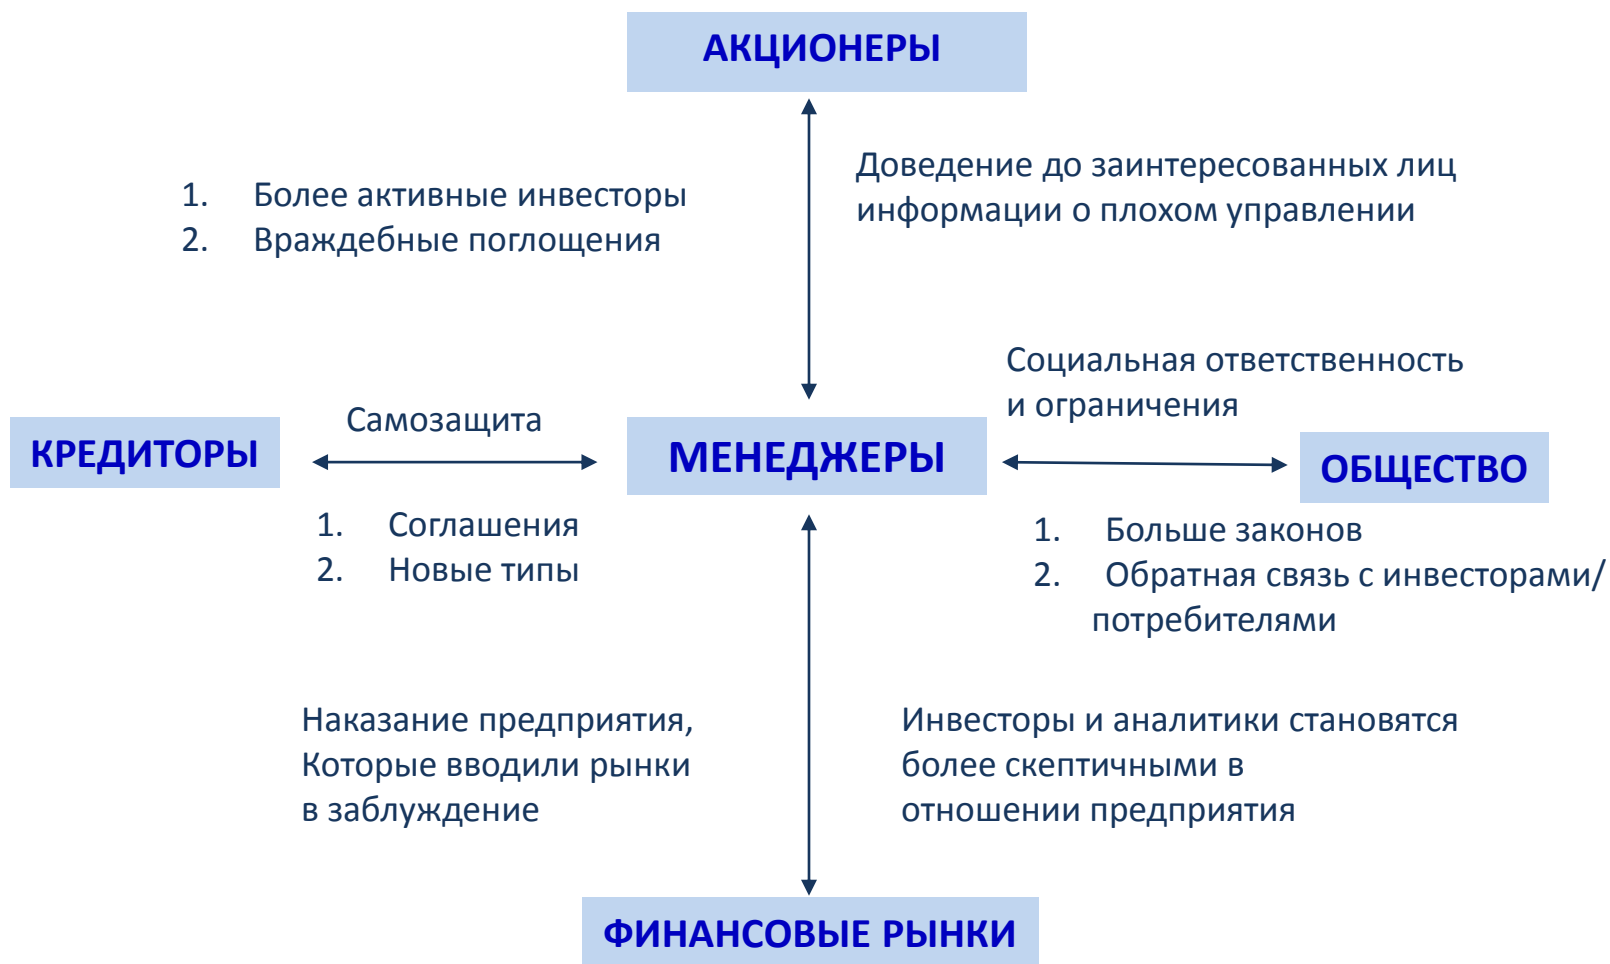 АКЦИОНЕРЫ
1. Более активные инвесторы
2. Враждебные поглощения
Доведение до заинтересованных лиц
информации о плохом управлении
Социальная ответственность
и ограничения
Самозащита
КРЕДИТОРЫ
МЕНЕДЖЕРЫ
ОБЩЕСТВО
1. Соглашения
2. Новые типы
1. Больше законов
2. Обратная связь с инвесторами/
потребителями
Наказание предприятия,
Которые вводили рынки
в заблуждение
Инвесторы и аналитики становятся
более скептичными в
отношении предприятия
ФИНАНСОВЫЕ РЫНКИ